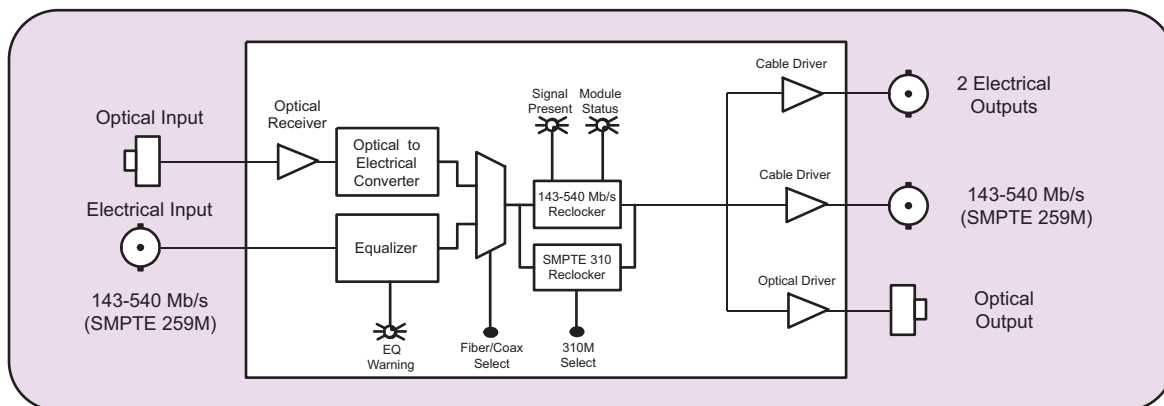 Optical Input
Electrical Input
143-540 Mb/s
(SMPTE 259M)
Optical
Receiver
Optical to
Electrical
Converter
Equalizer
EQ
Warning
Fiber/Coax
Select
Signal
Present
Module
Status
143-540 Mb/s
Reclocker
SMPTE 310
Reclocker
310M
Select
Cable Driver
Cable Driver
Optical Driver
2 Electrical
Outputs
143-540 Mb/s
(SMPTE 259M)
Optical
Output